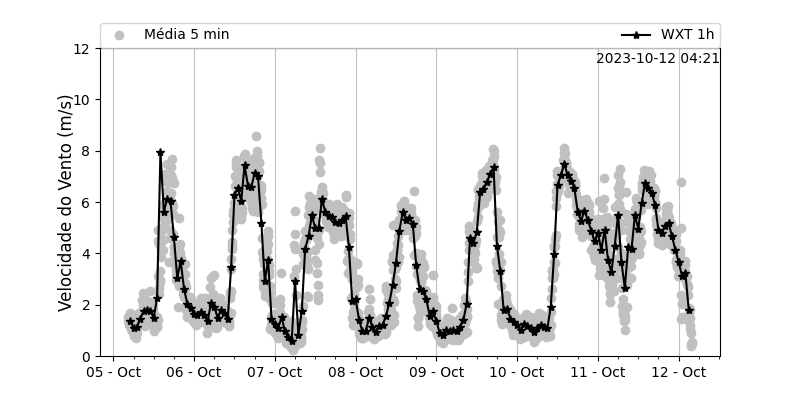 Média 5 min
WXT 1h
2023-10-12 04:21
Velocidade do Vento (m/s)
12
10
8
6
4
2
0
05 - Oct 06 - Oct 07 - Oct 08 - Oct 09 - Oct 10 - Oct 11 - Oct 12 - Oct